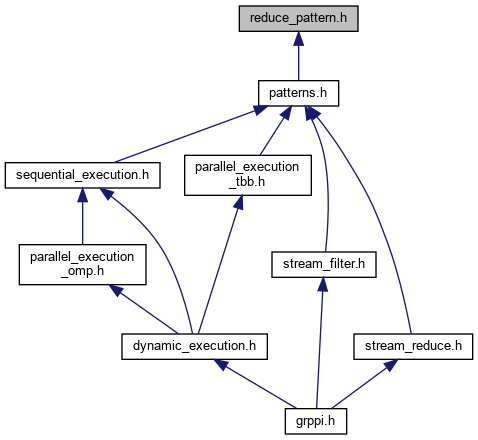 reduce_pattern.h
patterns.h
sequential_execution.h
parallel_execution
_tbb.h
parallel_execution
_omp.h
stream_filter.h
dynamic_execution.h
stream_reduce.h
grppi.h